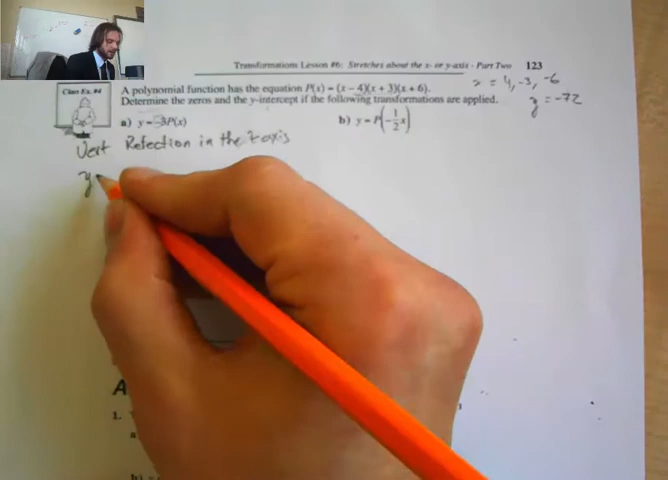 Transformations Lesson #6: Stretches about the x- or y-axis - Part Two 123
Class Ex. #4
A polynomial function has the equation P(x) = (x − 4)(x + 3)(x + 6).
Determine the zeros and the y-intercept if the following transformations are applied.
x = 4, -3, -6
y = -72
a) y = -3P(x)
b) y = P(-1/2 x)
Vert Refection in the x axis
y
A
1.